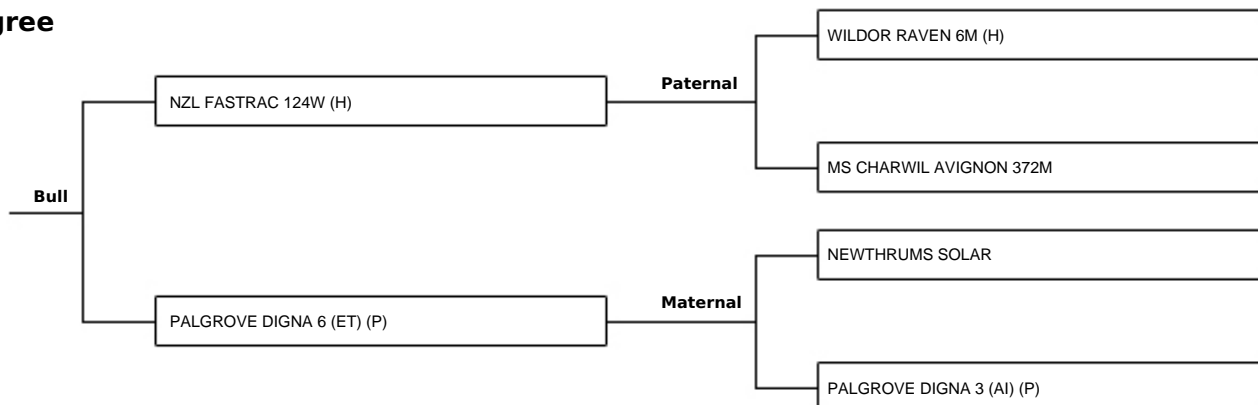 WILDOR RAVEN 6M (H)
Paternal
NZL FASTRAC 124W (H)
MS CHARWIL AVIGNON 372M
Bull
NEWTHRUMS SOLAR
Maternal
PALGROVE DIGNA 6 (ET) (P)
PALGROVE DIGNA 3 (AI) (P)